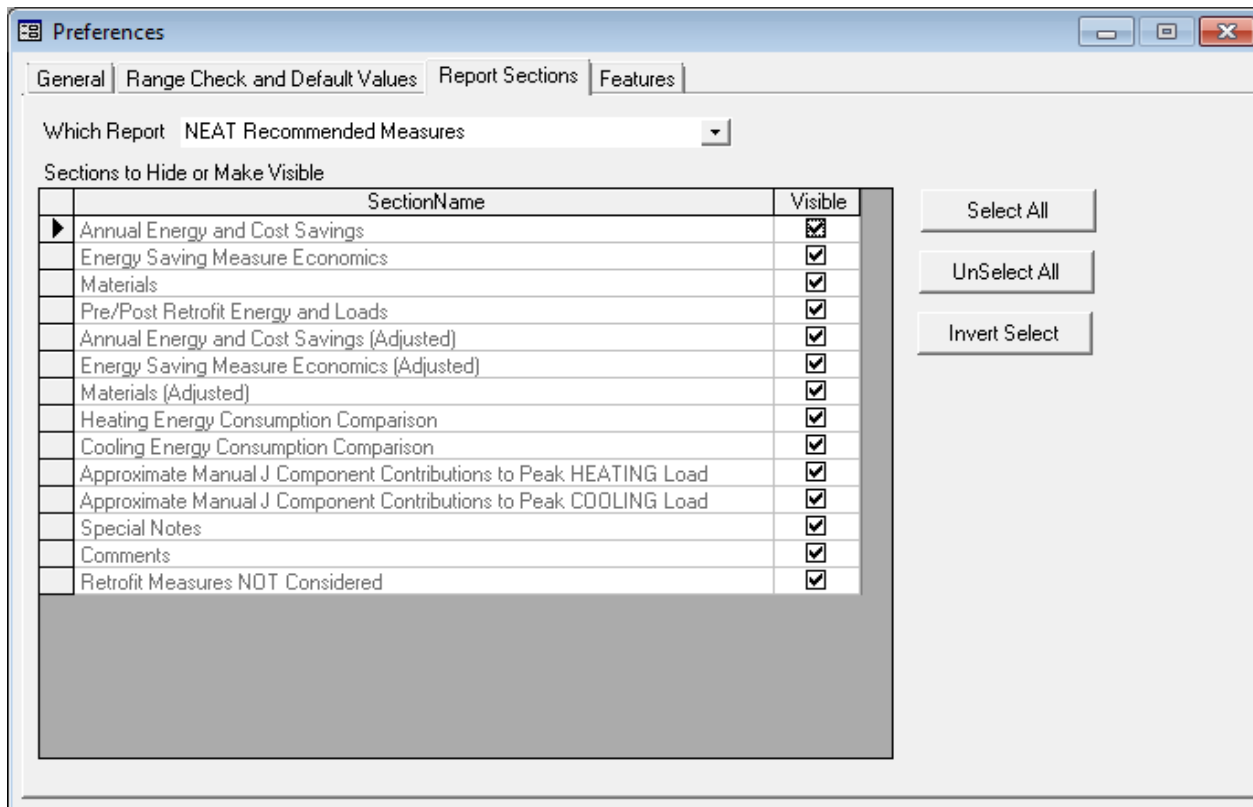 Preferences
General Range Check and Default Values Report Sections Features
Which Report NEAT Recommended Measures
Sections to Hide or Make Visible
SectionName Visible
Annual Energy and Cost Savings
Energy Saving Measure Economics
Materials
Pre/Post Retrofit Energy and Loads
Annual Energy and Cost Savings (Adjusted)
Energy Saving Measure Economics (Adjusted)
Materials (Adjusted)
Heating Energy Consumption Comparison
Cooling Energy Consumption Comparison
Approximate Manual J Component Contributions to Peak HEATING Load
Approximate Manual J Component Contributions to Peak COOLING Load
Special Notes
Comments
Retrofit Measures NOT Considered
Select All
UnSelect All
Invert Select